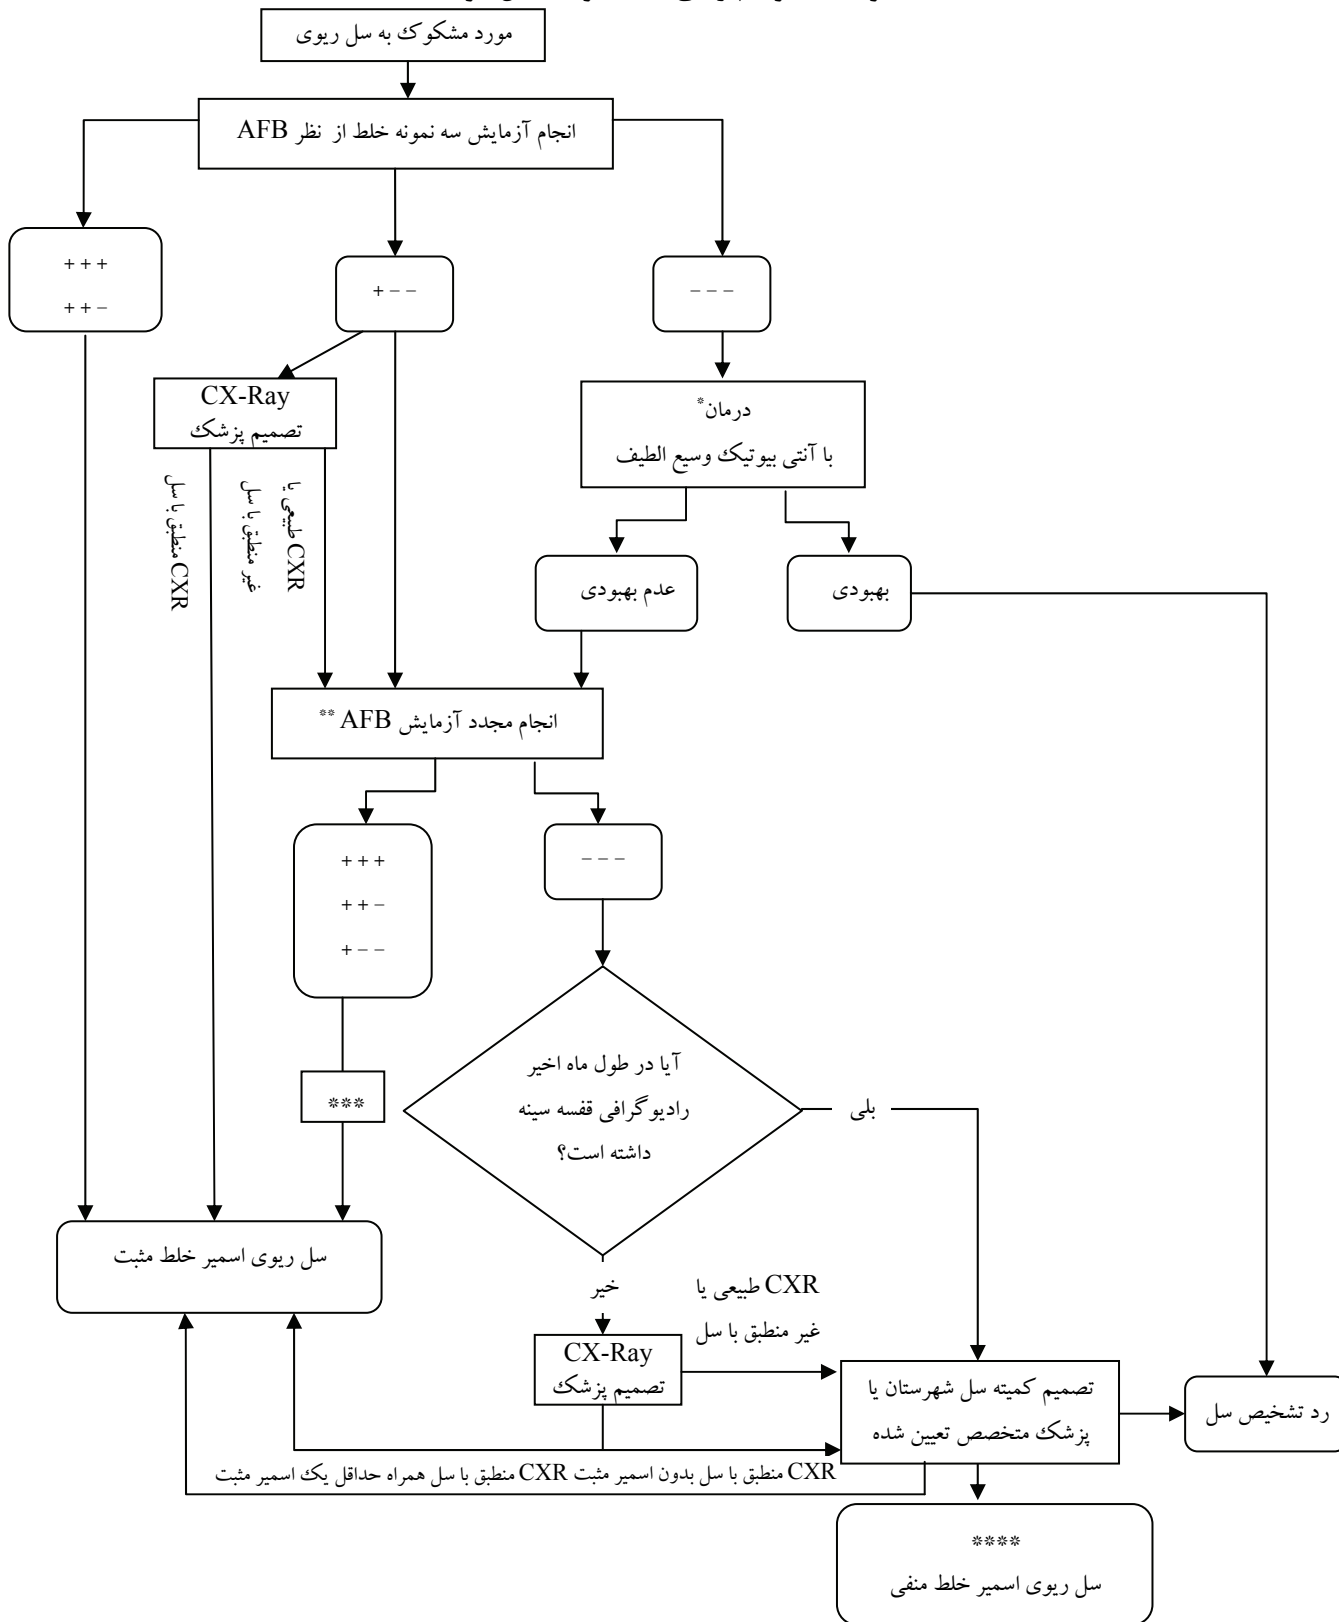 مورد مشکوک به سل ریوی
انجام آزمایش سه نمونه خلط از نظر AFB
+ + +
+ + –
+ – –
– – –
CX-Ray
تصمیم پزشک
درمان*
با آنتی بیوتیک وسیع الطیف
CXR منطبق با سل
CXR طبیعی یا
غیر منطبق با سل
عدم بهبودی
بهبودی
انجام مجدد آزمایش AFB **
+ + +
+ + –
+ – –
– – –
***
آیا در طول ماه اخیر
رادیوگرافی قفسه سینه
داشته است؟
بلی
خیر
سل ریوی اسمیر خلط مثبت
CXR طبیعی یا
غیر منطبق با سل
CX-Ray
تصمیم پزشک
تصمیم کمیته سل شهرستان یا
پزشک متخصص تعیین شده
رد تشخیص سل
CXR منطبق با سل بدون اسمیر مثبت CXR منطبق با سل همراه حداقل یک اسمیر مثبت
****
سل ریوی اسمیر خلط منفی